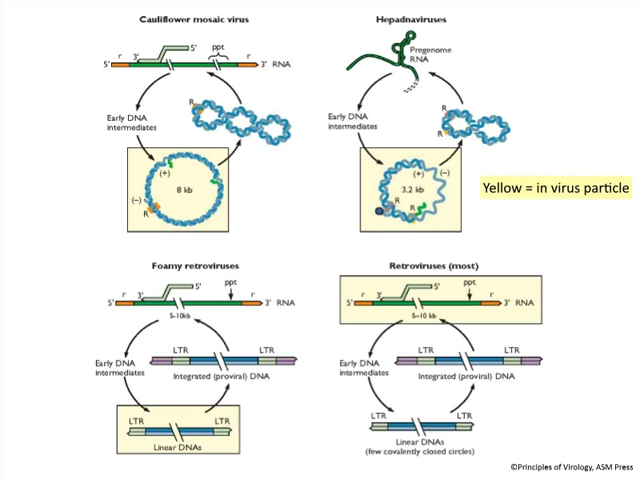 Cauliflower mosaic virus
r 3' 5' ppt r
5' 3' RNA
R
Early DNA
intermediates
(+)
8 kb
(−)
R
Hepadnaviruses
Pregenome
RNA
Early DNA
intermediates
R
R
(+) (−)
3.2 kb
R
R
Yellow = in virus particle
Foamy retroviruses
r 3' 5' ppt r
5' 3' RNA
5–10kb
LTR LTR
Early DNA
intermediates
Integrated (proviral) DNA
LTR LTR
Linear DNAs
Retroviruses (most)
r 3' 5' ppt r
5' 3' RNA
5–10 kb
LTR LTR
Early DNA
intermediates
Integrated (proviral) DNA
LTR LTR
Linear DNAs
(few covalently closed circles)
©Principles of Virology, ASM Press